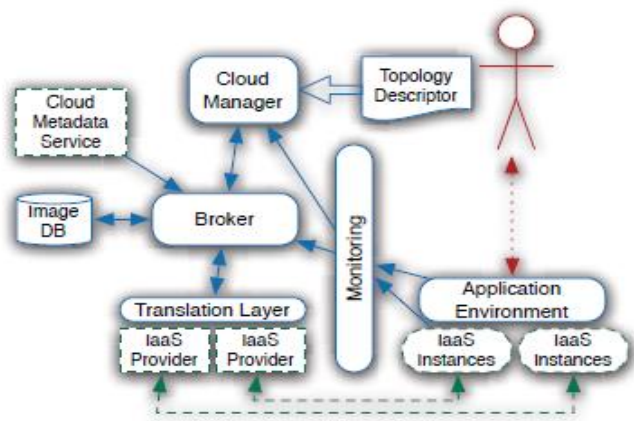 Cloud
Manager
Topology
Descriptor
Cloud
Metadata
Service
Image
DB
Broker
Monitoring
Translation Layer
IaaS
Provider
IaaS
Provider
Application
Environment
IaaS
Instances
IaaS
Instances